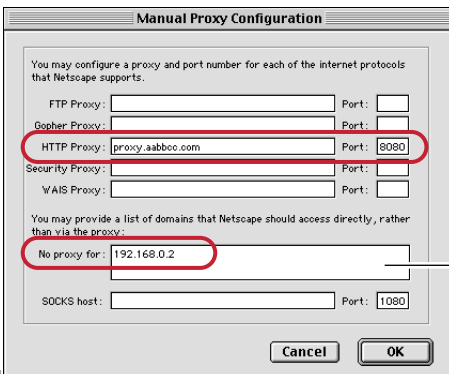 Manual Proxy Configuration
You may configure a proxy and port number for each of the internet protocols
that Netscape supports.
FTP Proxy: Port:
Gopher Proxy: Port:
HTTP Proxy: proxy.aabbcc.com Port: 8080
Security Proxy: Port:
WAIS Proxy: Port:
You may provide a list of domains that Netscape should access directly, rather
than via the proxy:
No proxy for: 192.168.0.2
SOCKS host: Port: 1080
Cancel OK